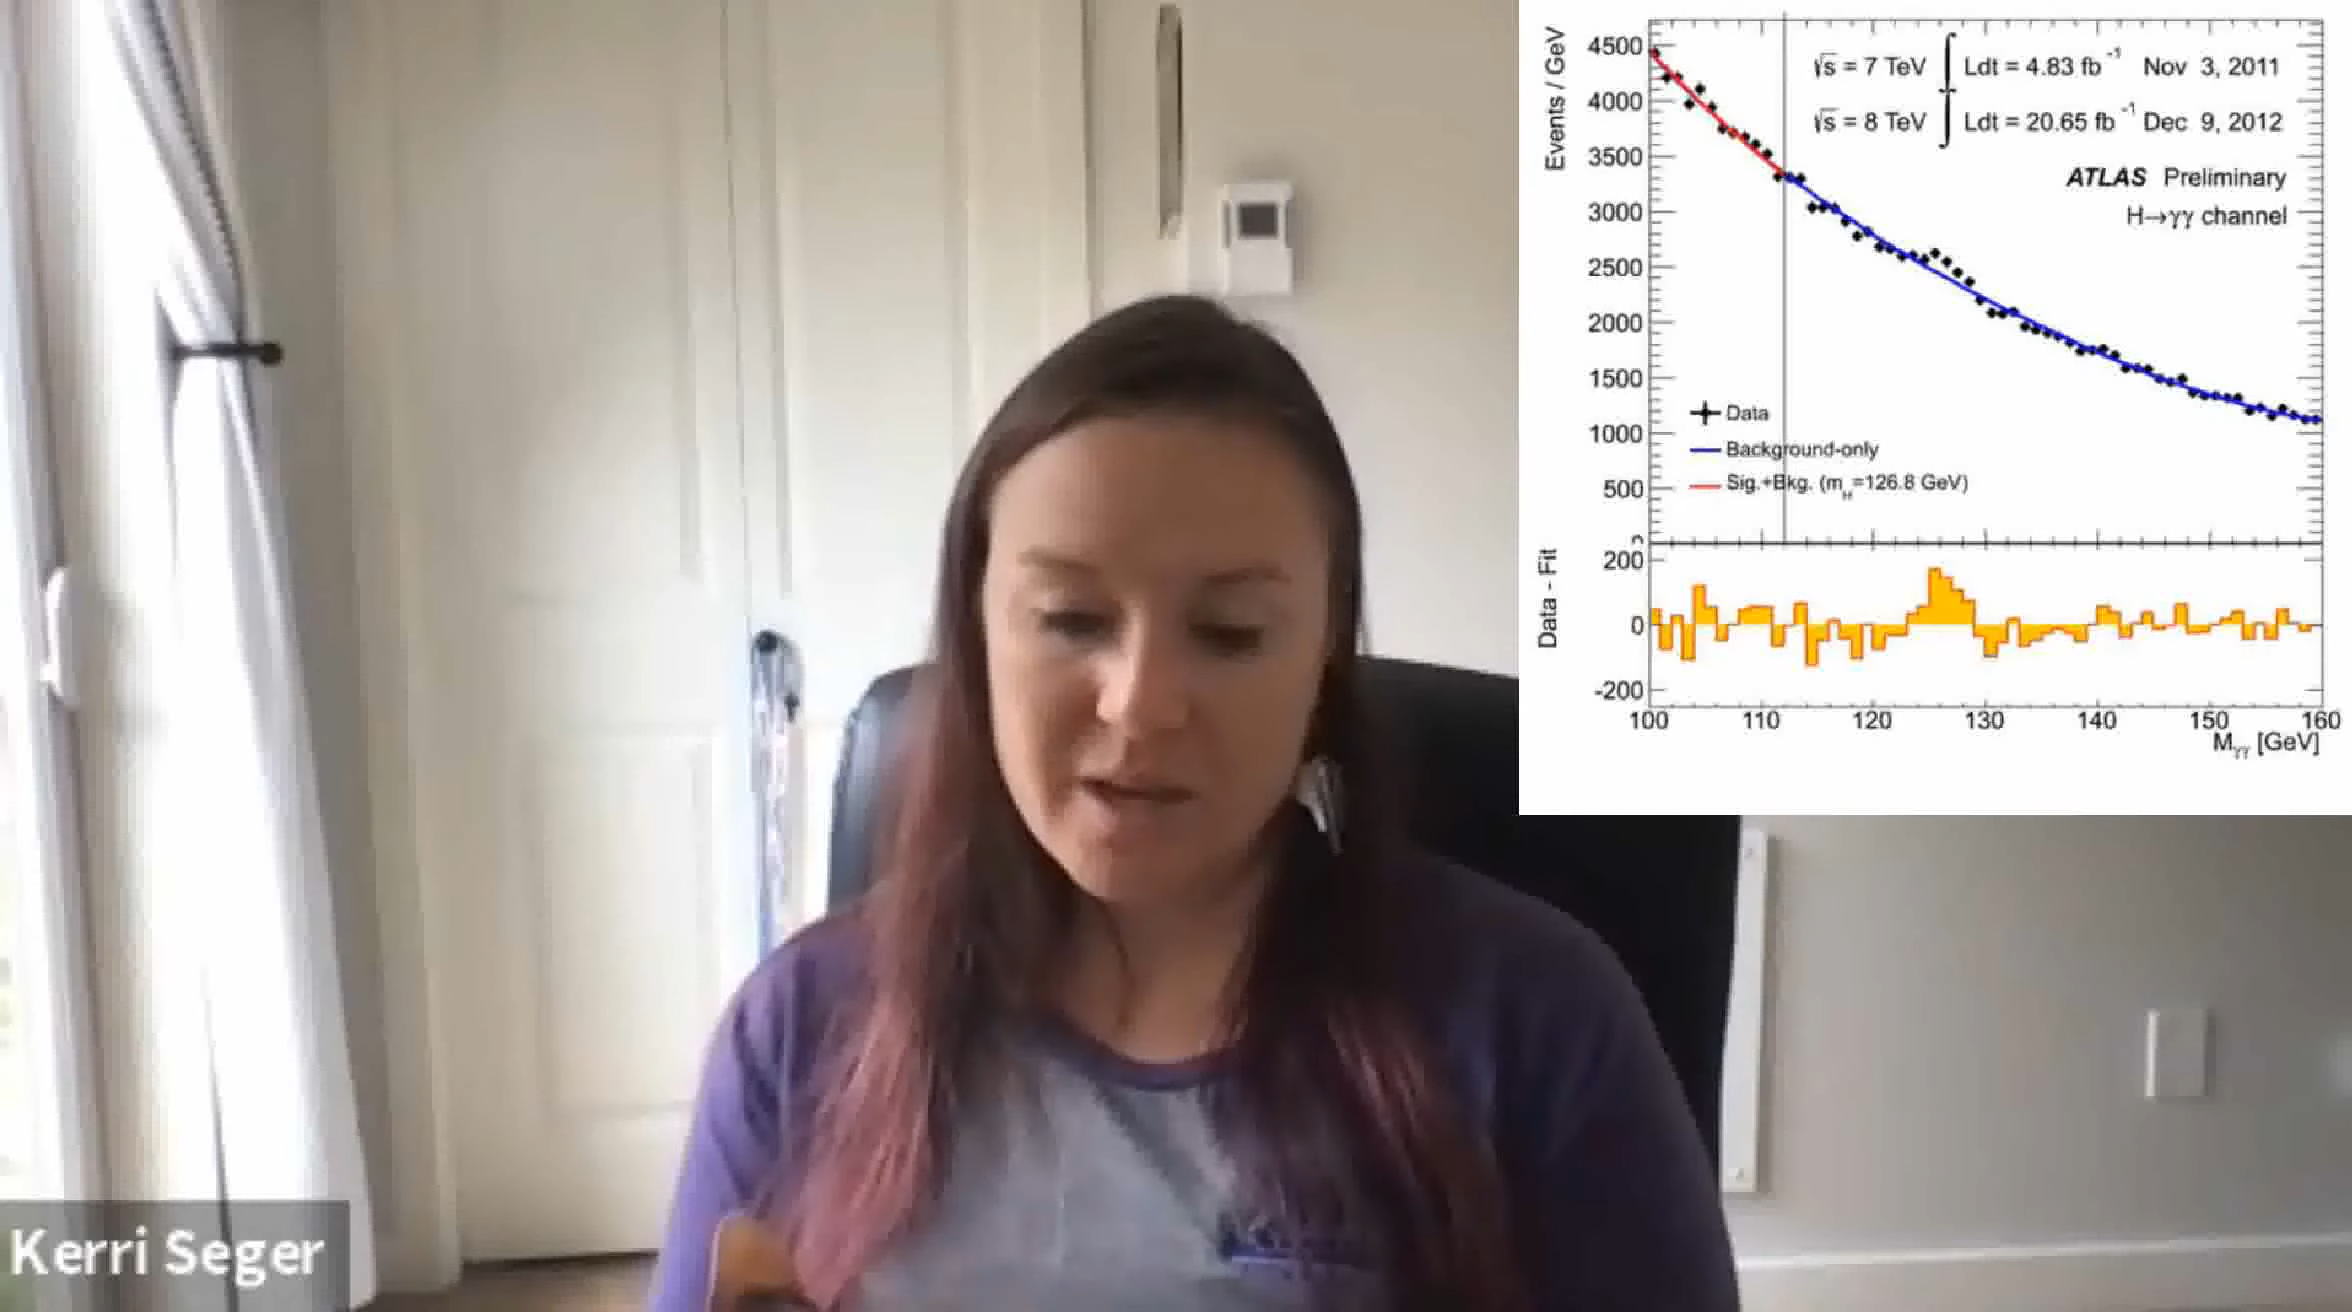 Events / GeV
4500
4000
3500
3000
2500
2000
1500
1000
500
0
√s = 7 TeV ∫ Ldt = 4.83 fb⁻¹ Nov 3, 2011
√s = 8 TeV ∫ Ldt = 20.65 fb⁻¹ Dec 9, 2012
ATLAS Preliminary
H→γγ channel
Data
Background-only
Sig.+Bkg. (m_H=126.8 GeV)
Data - Fit
200
0
-200
100 110 120 130 140 150 160
M_γγ [GeV]
Kerri Seger